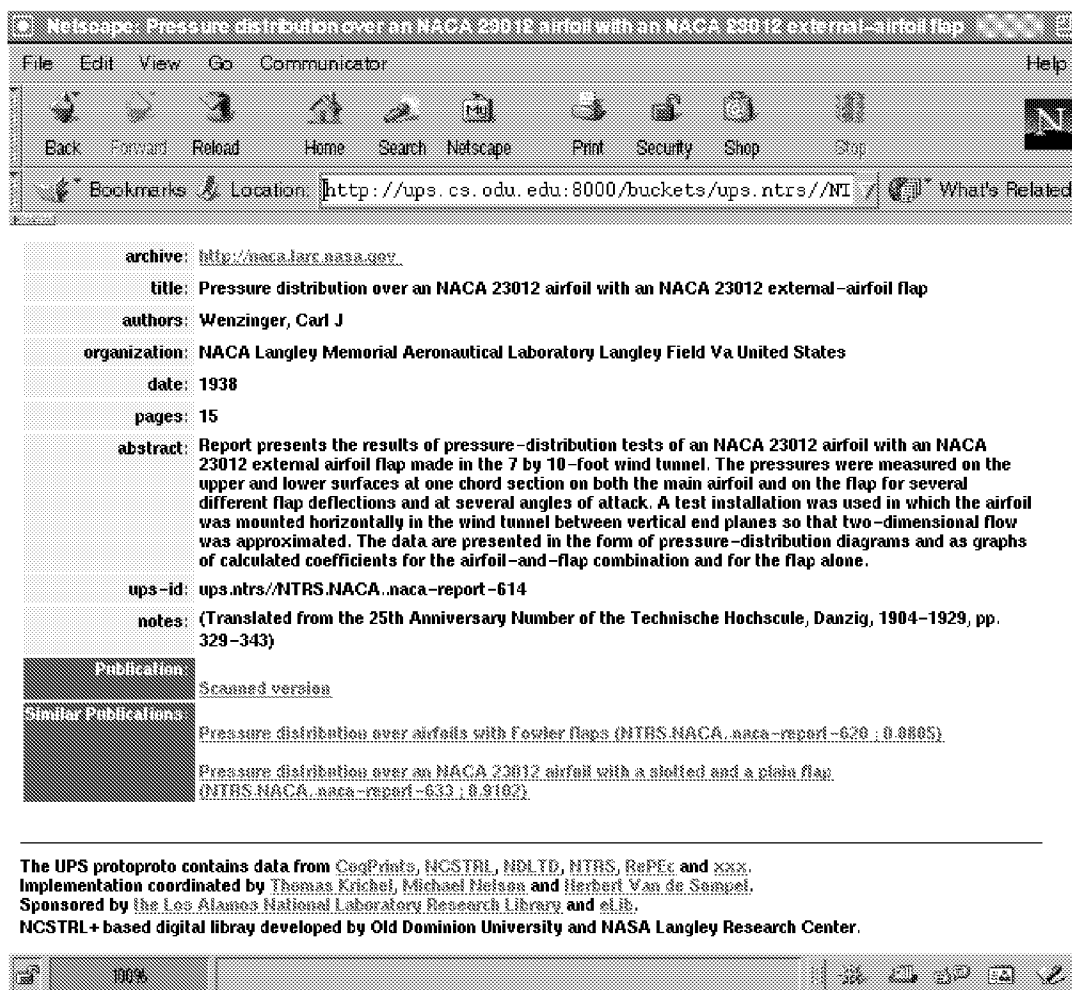 Netscape: Pressure distribution over an NACA 23012 airfoil with an NACA 23012 external-airfoil flap
File Edit View Go Communicator Help
Back Forward Reload Home Search Netscape Print Security Shop Stop
My
N
Bookmarks Location: http://ups.cs.odu.edu:8000/buckets/ups.ntrs//NT What's Related
archive: http://naca.larc.nasa.gov
title: Pressure distribution over an NACA 23012 airfoil with an NACA 23012 external-airfoil flap
authors: Wenzinger, Carl J
organization: NACA Langley Memorial Aeronautical Laboratory Langley Field Va United States
date: 1938
pages: 15
abstract: Report presents the results of pressure-distribution tests of an NACA 23012 airfoil with an NACA
23012 external airfoil flap made in the 7 by 10-foot wind tunnel. The pressures were measured on the
upper and lower surfaces at one chord section on both the main airfoil and on the flap for several
different flap deflections and at several angles of attack. A test installation was used in which the airfoil
was mounted horizontally in the wind tunnel between vertical end planes so that two-dimensional flow
was approximated. The data are presented in the form of pressure-distribution diagrams and as graphs
of calculated coefficients for the airfoil-and-flap combination and for the flap alone.
ups-id: ups.ntrs//NTRS.NACA..naca-report-614
notes: (Translated from the 25th Anniversary Number of the Technische Hochscule, Danzig, 1904-1929, pp.
329-343)
Publication
Scanned version
Similar Publications
Pressure distribution over airfoils with Fowler flaps (NTRS.NACA..naca-report-620 ; 0.8805)
Pressure distribution over an NACA 23012 airfoil with a slotted and a plain flap
(NTRS.NACA..naca-report-633 ; 0.9102)
The UPS protoproto contains data from CogPrints, NCSTRL, NDLTD, NTRS, RePEc and xxx.
Implementation coordinated by Thomas Krichel, Michael Nelson and Herbert Van de Sompel.
Sponsored by the Los Alamos National Laboratory Research Library and eLib.
NCSTRL+ based digital libray developed by Old Dominion University and NASA Langley Research Center.
100%